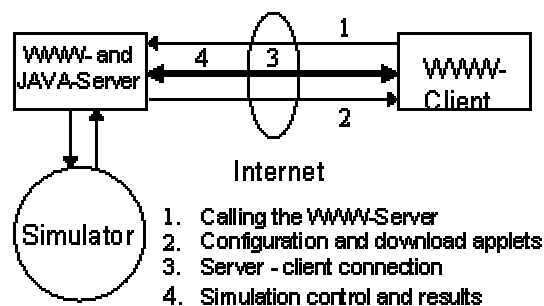 WWW- and
JAVA-Server
1
4
3
2
WWW-
Client
Internet
Simulator
1. Calling the WWW-Server
2. Configuration and download applets
3. Server - client connection
4. Simulation control and results